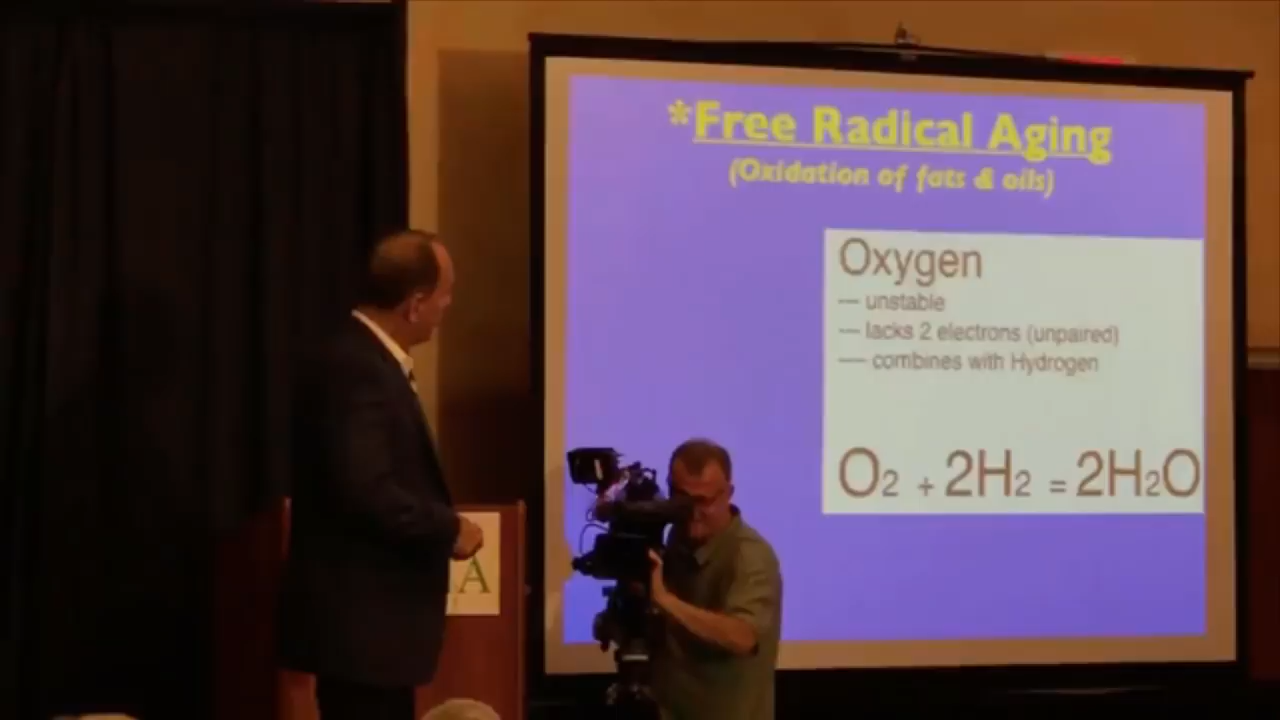 *Free Radical Aging
(Oxidation of fats & oils)
Oxygen
— unstable
— lacks 2 electrons (unpaired)
— combines with Hydrogen
O2 + 2H2 = 2H2O
A